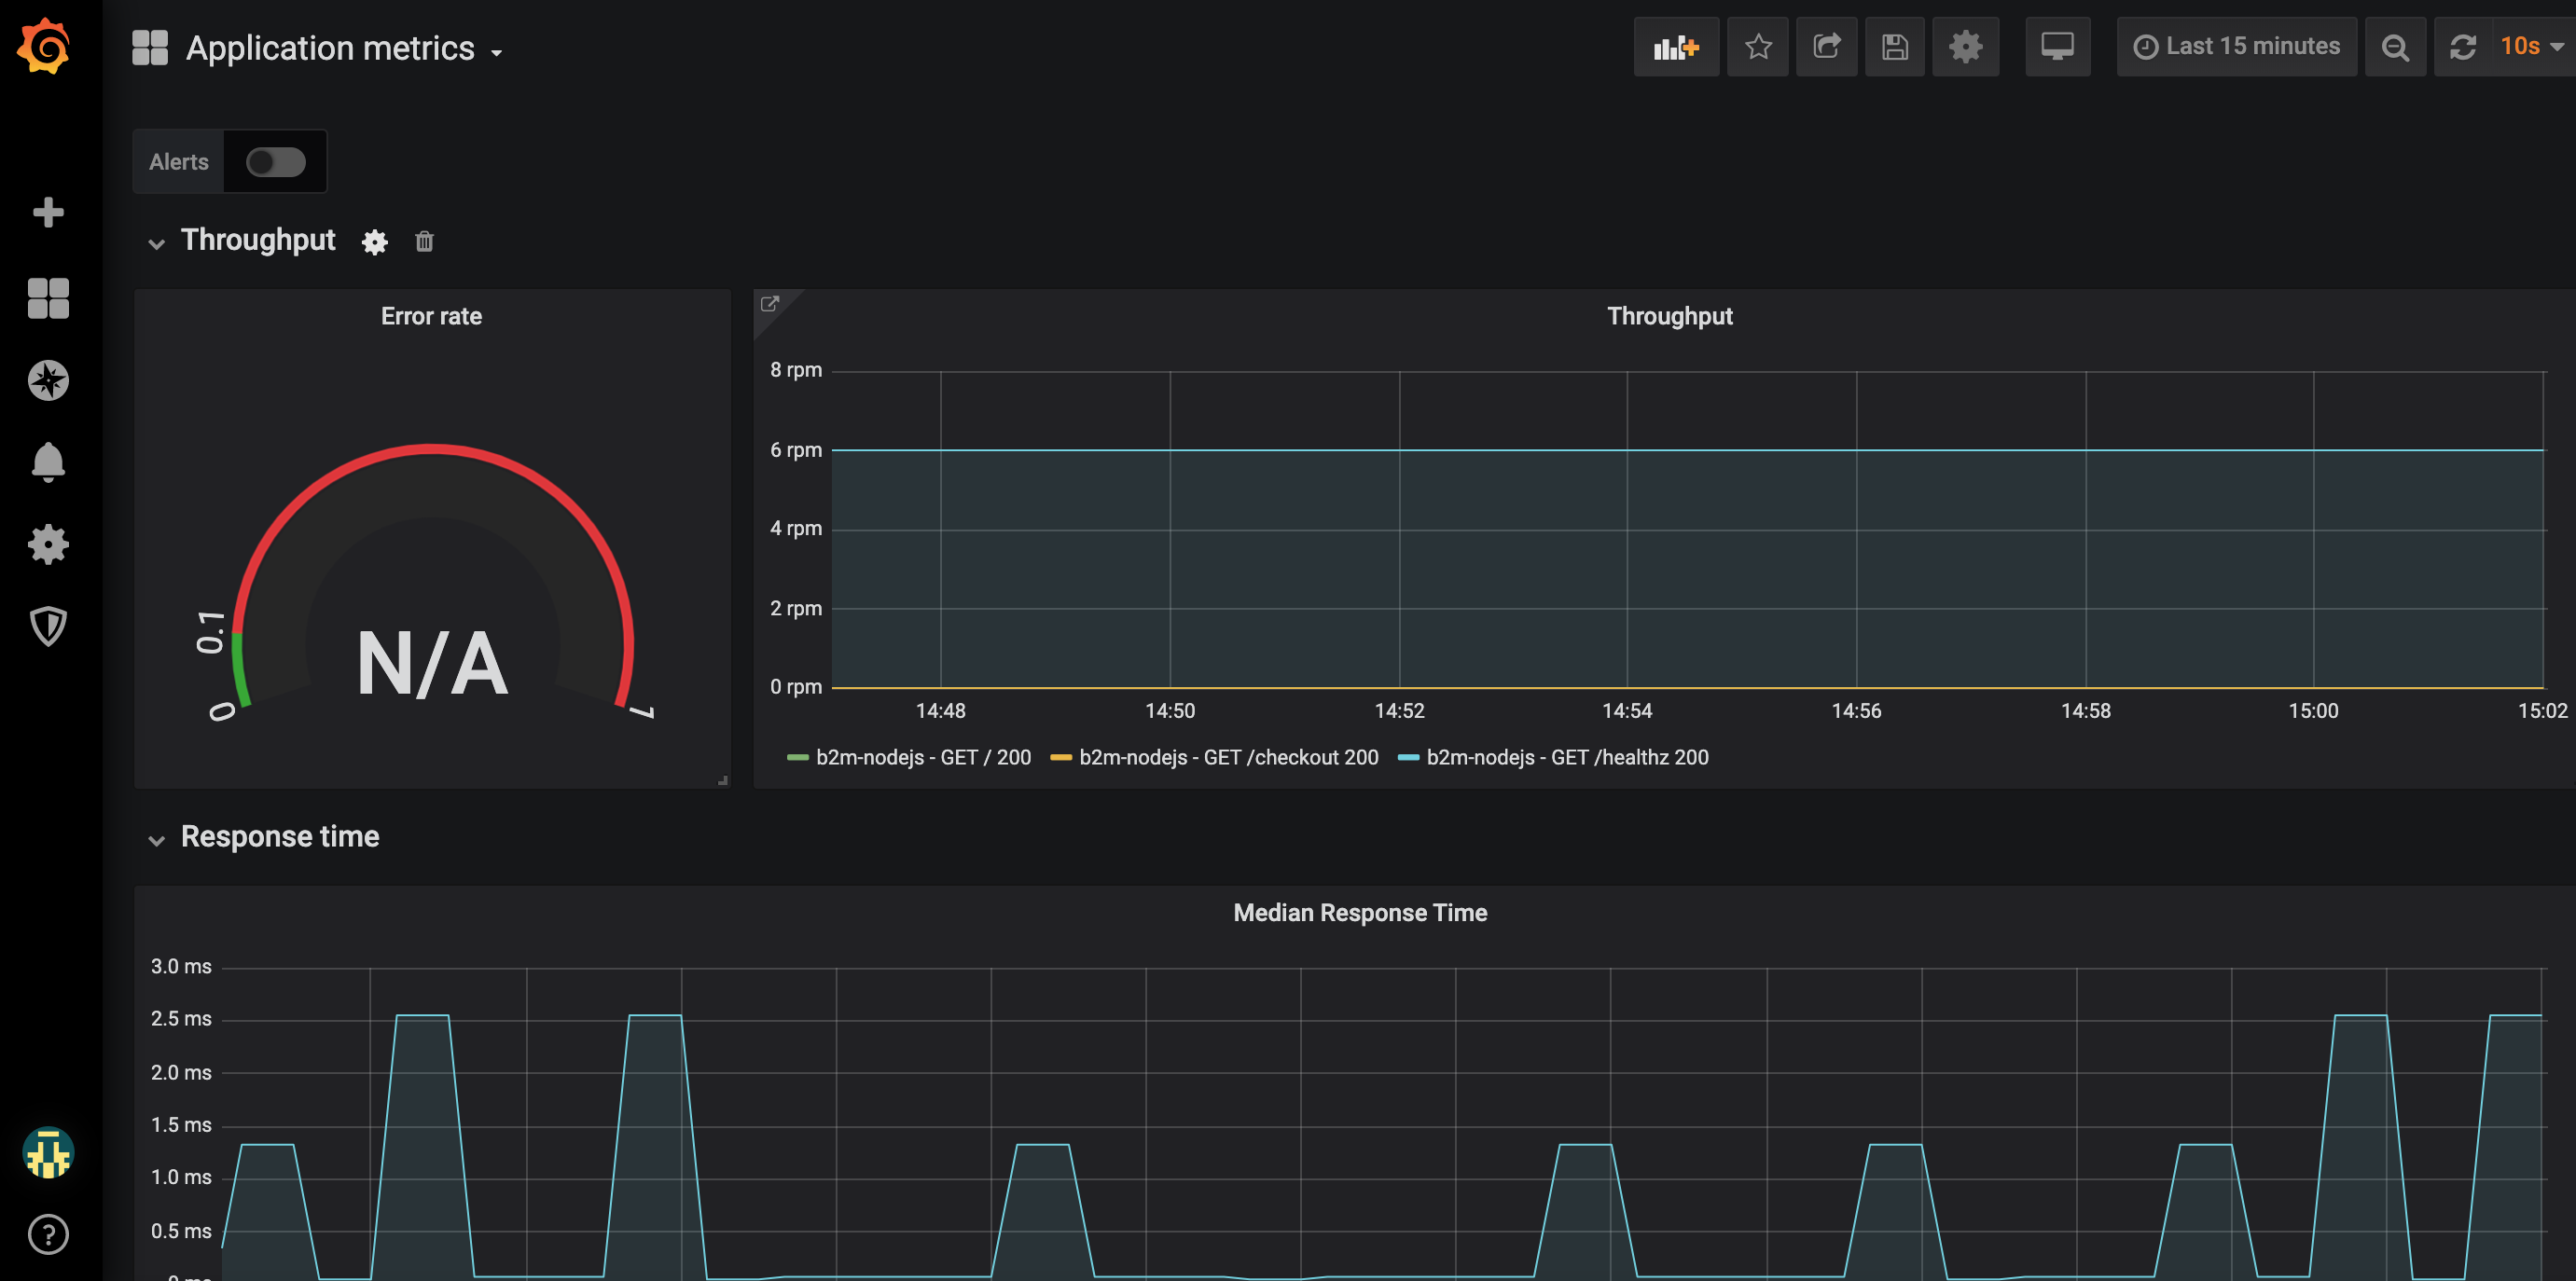 Application metrics
Last 15 minutes
10s
Alerts
Throughput
Error rate
0.1
N/A
0
1
Throughput
8 rpm
6 rpm
4 rpm
2 rpm
0 rpm
14:48 14:50 14:52 14:54 14:56 14:58 15:00 15:02
b2m-nodejs - GET / 200 b2m-nodejs - GET /checkout 200 b2m-nodejs - GET /healthz 200
Response time
Median Response Time
3.0 ms
2.5 ms
2.0 ms
1.5 ms
1.0 ms
0.5 ms